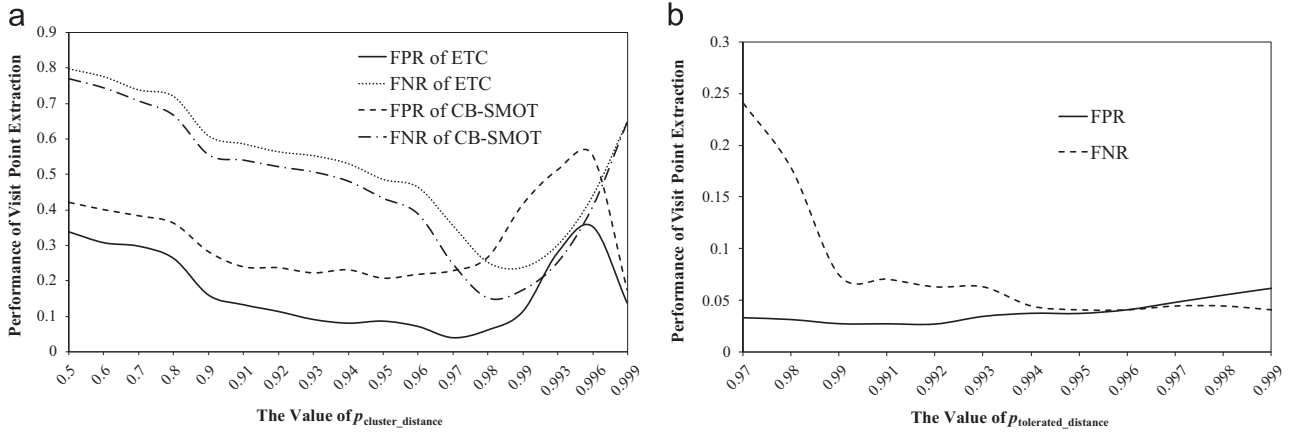 a
Performance of Visit Point Extraction
0.9
0.8
0.7
0.6
0.5
0.4
0.3
0.2
0.1
0
FPR of ETC
FNR of ETC
FPR of CB-SMOT
FNR of CB-SMOT
0.5 0.6 0.7 0.8 0.9 0.91 0.92 0.93 0.94 0.95 0.96 0.97 0.98 0.99 0.993 0.996 0.999
The Value of pcluster_distance
b
Performance of Visit Point Extraction
0.3
0.25
0.2
0.15
0.1
0.05
0
FPR
FNR
0.97 0.98 0.99 0.991 0.992 0.993 0.994 0.995 0.996 0.997 0.998 0.999
The Value of ptolerated_distance